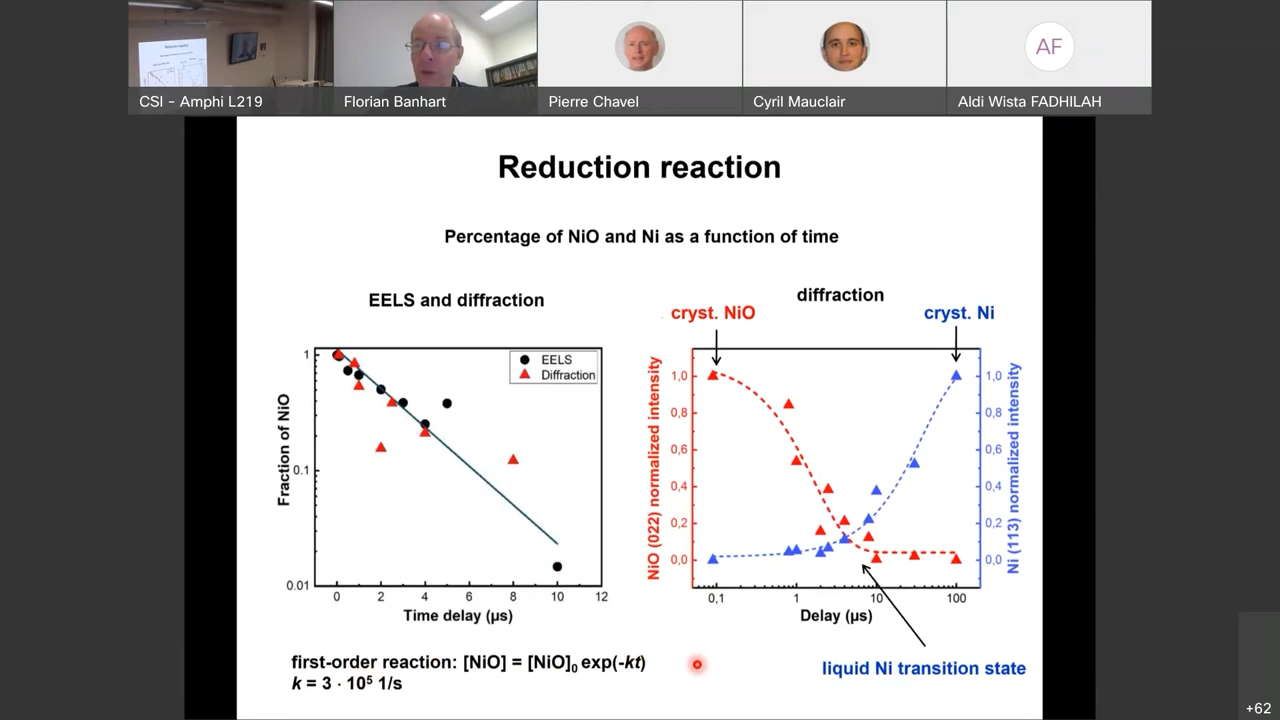 CSI - Amphi L219
Florian Banhart
Pierre Chavel
Cyril Mauclair
AF
Aldi Wista FADHILAH
Reduction reaction
Percentage of NiO and Ni as a function of time
EELS and diffraction
Fraction of NiO
1
0.1
0.01
EELS
Diffraction
0 2 4 6 8 10 12
Time delay (µs)
diffraction
cryst. NiO
cryst. Ni
NiO (022) normalized intensity
1,0
0,8
0,6
0,4
0,2
0,0
1,0
0,8
0,6
0,4
0,2
0,0
Ni (113) normalized intensity
0,1 1 10 100
Delay (µs)
liquid Ni transition state
first-order reaction: [NiO] = [NiO]₀ exp(-kt)
k = 3 · 10⁵ 1/s
+62